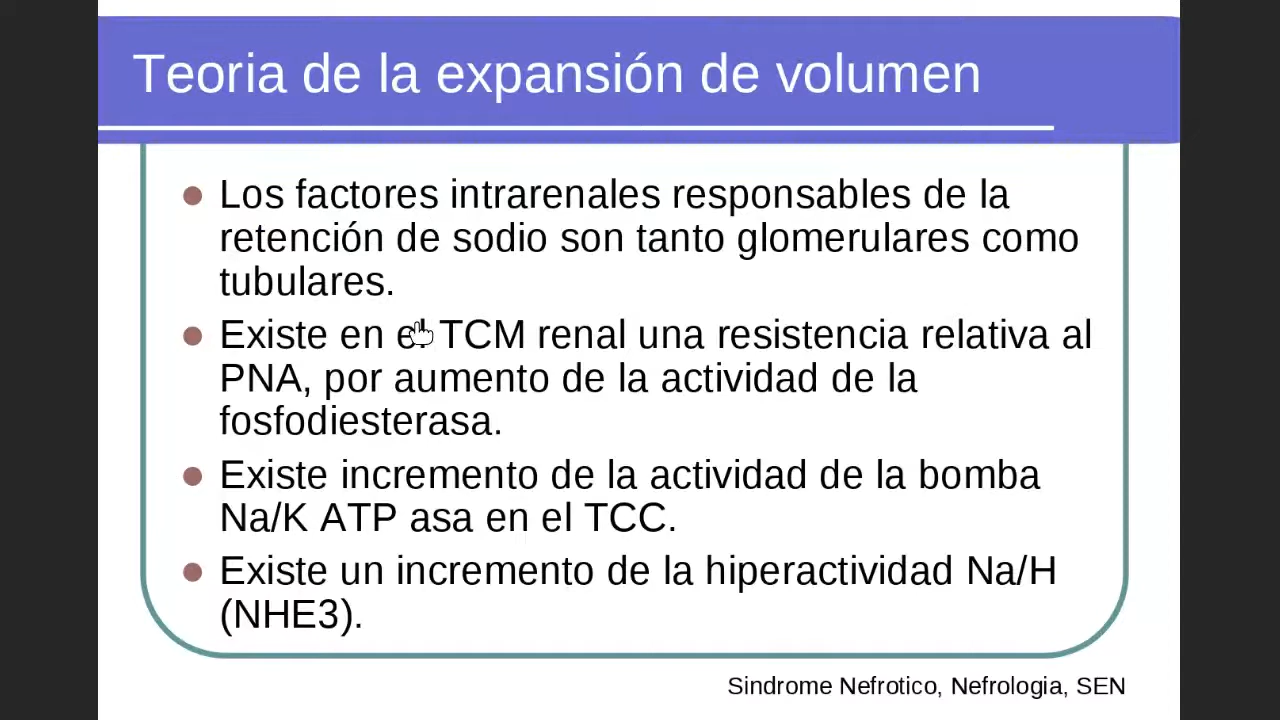 Teoria de la expansión de volumen
Los factores intrarenales responsables de la
retención de sodio son tanto glomerulares como
tubulares.
Existe en el TCM renal una resistencia relativa al
PNA, por aumento de la actividad de la
fosfodiesterasa.
Existe incremento de la actividad de la bomba
Na/K ATP asa en el TCC.
Existe un incremento de la hiperactividad Na/H
(NHE3).
Sindrome Nefrotico, Nefrologia, SEN